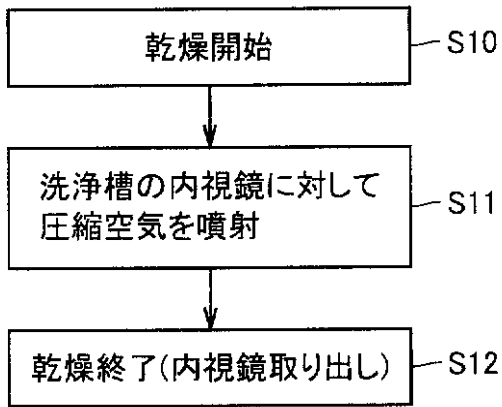 乾燥開始
S10
洗浄槽の内視鏡に対して
圧縮空気を噴射
S11
乾燥終了(内視鏡取り出し)
S12